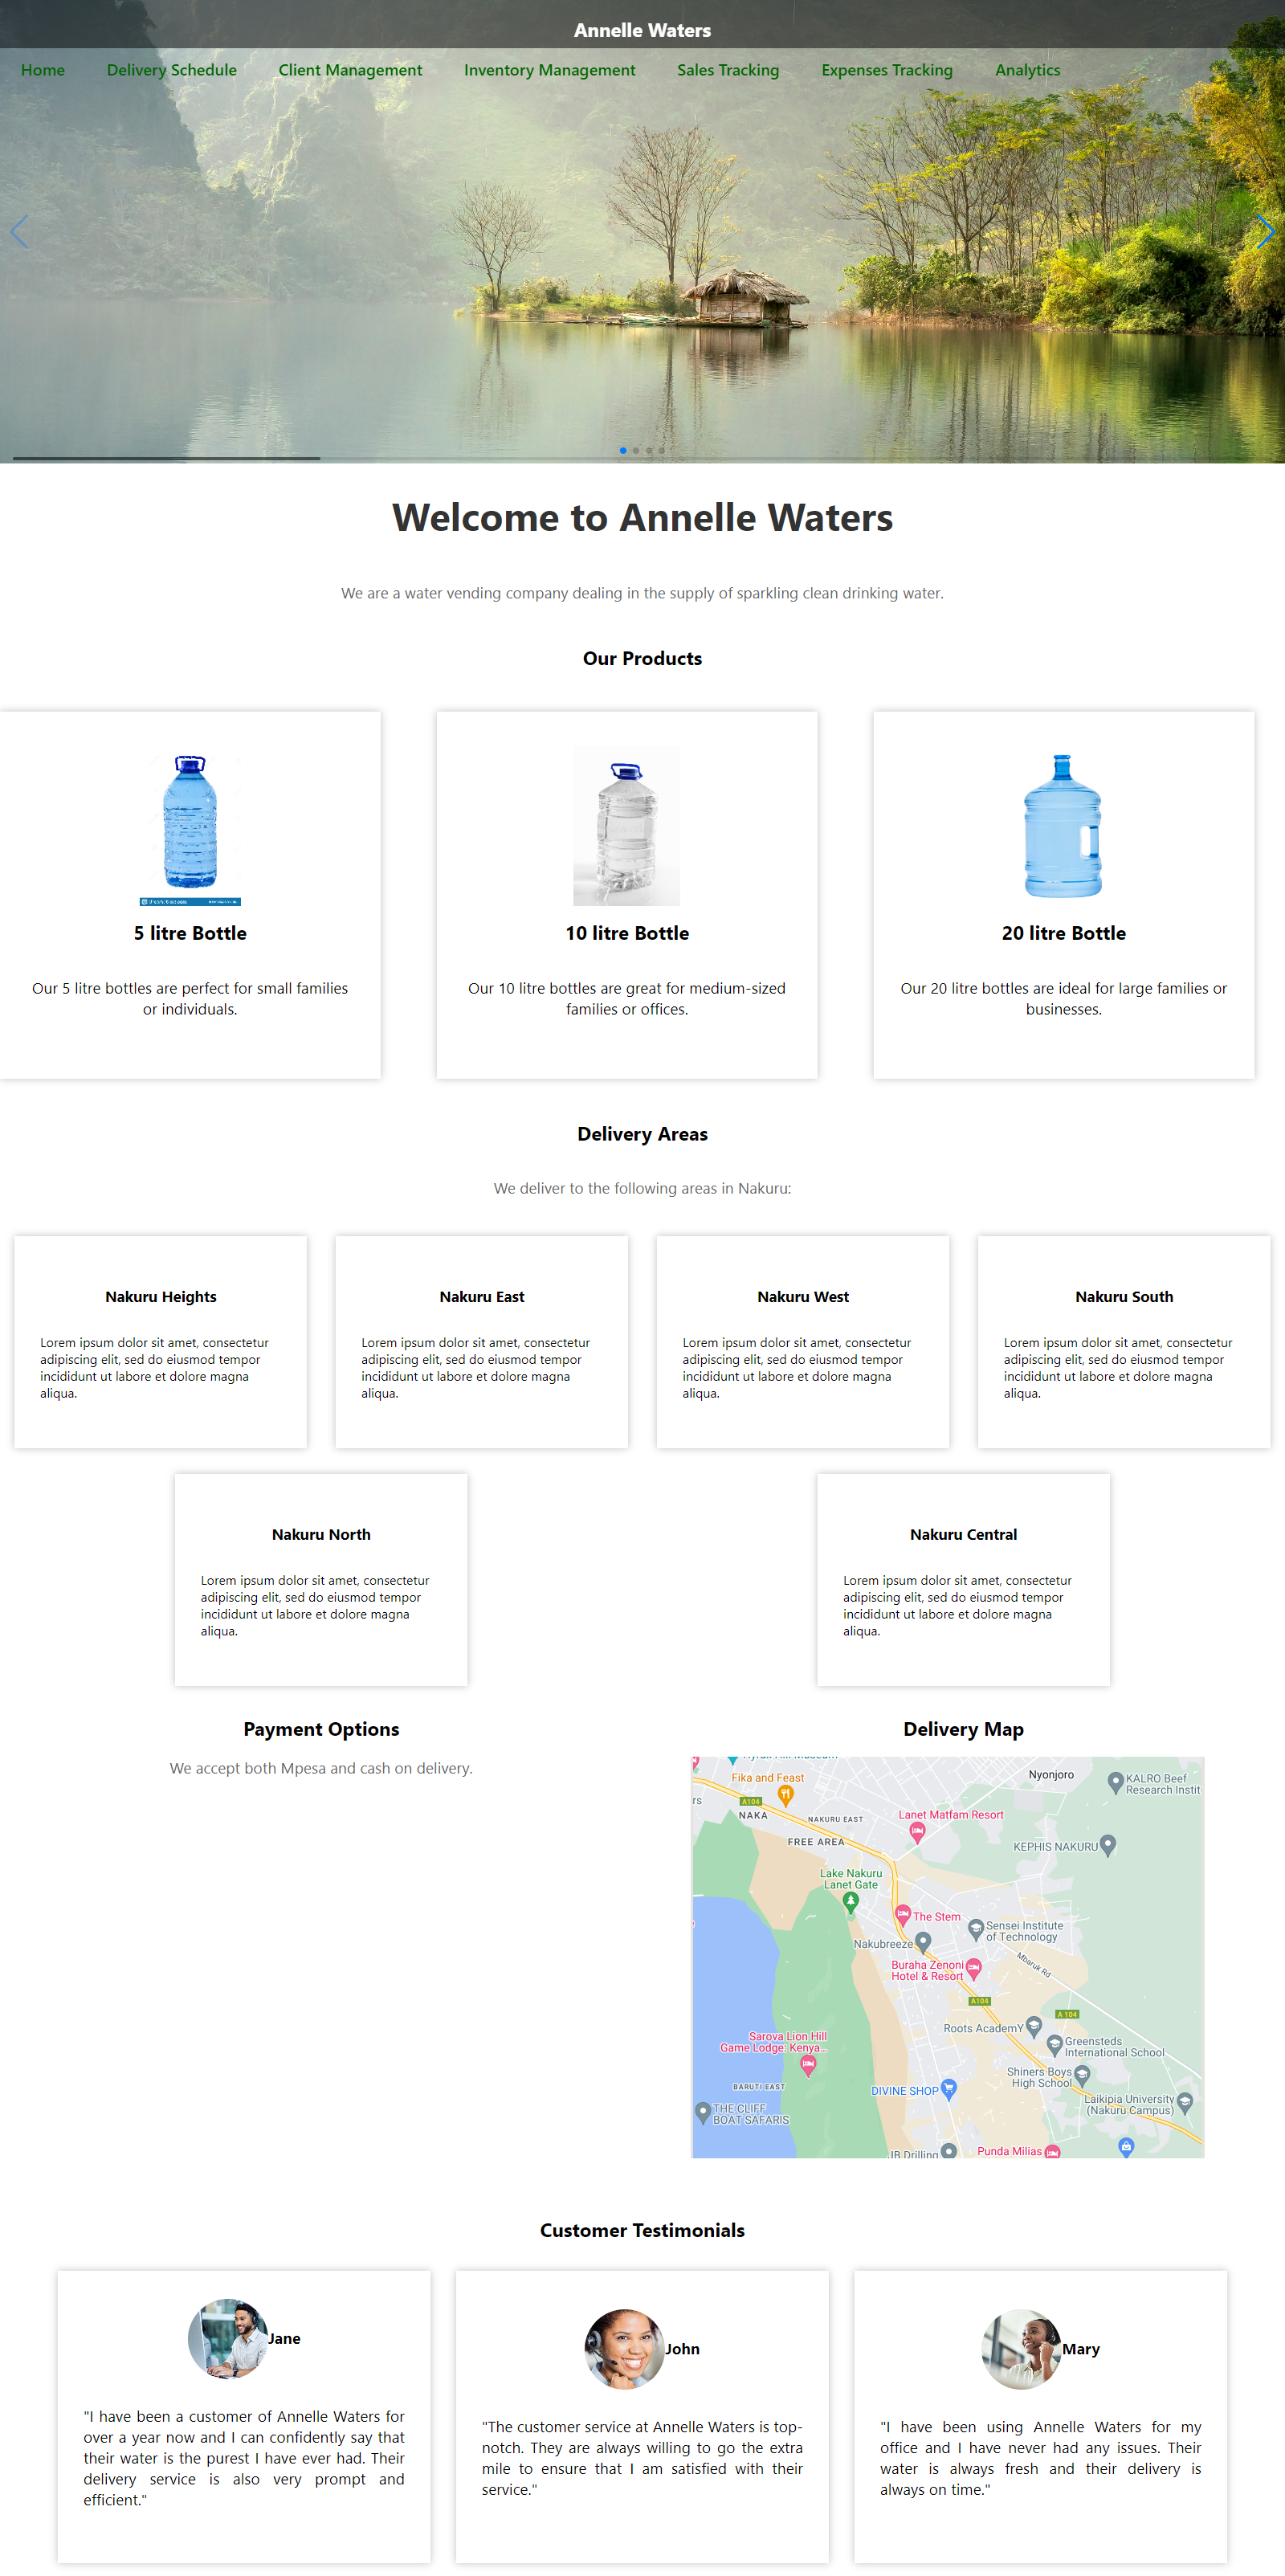 Annelle Waters
Home Delivery Schedule Client Management Inventory Management Sales Tracking Expenses Tracking Analytics
Welcome to Annelle Waters
We are a water vending company dealing in the supply of sparkling clean drinking water.
Our Products
5 litre Bottle
Our 5 litre bottles are perfect for small families
or individuals.
10 litre Bottle
Our 10 litre bottles are great for medium-sized
families or offices.
20 litre Bottle
Our 20 litre bottles are ideal for large families or
businesses.
Delivery Areas
We deliver to the following areas in Nakuru:
Nakuru Heights
Lorem ipsum dolor sit amet, consectetur
adipiscing elit, sed do eiusmod tempor
incididunt ut labore et dolore magna
aliqua.
Nakuru East
Lorem ipsum dolor sit amet, consectetur
adipiscing elit, sed do eiusmod tempor
incididunt ut labore et dolore magna
aliqua.
Nakuru West
Lorem ipsum dolor sit amet, consectetur
adipiscing elit, sed do eiusmod tempor
incididunt ut labore et dolore magna
aliqua.
Nakuru South
Lorem ipsum dolor sit amet, consectetur
adipiscing elit, sed do eiusmod tempor
incididunt ut labore et dolore magna
aliqua.
Nakuru North
Lorem ipsum dolor sit amet, consectetur
adipiscing elit, sed do eiusmod tempor
incididunt ut labore et dolore magna
aliqua.
Nakuru Central
Lorem ipsum dolor sit amet, consectetur
adipiscing elit, sed do eiusmod tempor
incididunt ut labore et dolore magna
aliqua.
Payment Options
We accept both Mpesa and cash on delivery.
Delivery Map
Fika and Feast
Nyonjoro
KALRO Beef
Research Instit
rs
A104
NAKA
NAKURU EAST
Lanet Matfam Resort
FREE AREA
KEPHIS NAKURU
Lake Nakuru
Lanet Gate
The Stem
Sensei Institute
of Technology
Nakubreeze
Mbaruk Rd
Buraha Zenoni
Hotel & Resort
A104
A 104
Roots AcademY
Sarova Lion Hill
Game Lodge: Kenya...
Greensteds
International School
Shiners Boys
High School
BARUTI EAST
DIVINE SHOP
Laikipia University
(Nakuru Campus)
THE CLIFF
BOAT SAFARIS
JB Drilling
Punda Milias
Customer Testimonials
Jane
"I have been a customer of Annelle Waters for
over a year now and I can confidently say that
their water is the purest I have ever had. Their
delivery service is also very prompt and
efficient."
John
"The customer service at Annelle Waters is top-
notch. They are always willing to go the extra
mile to ensure that I am satisfied with their
service."
Mary
"I have been using Annelle Waters for my
office and I have never had any issues. Their
water is always fresh and their delivery is
always on time."